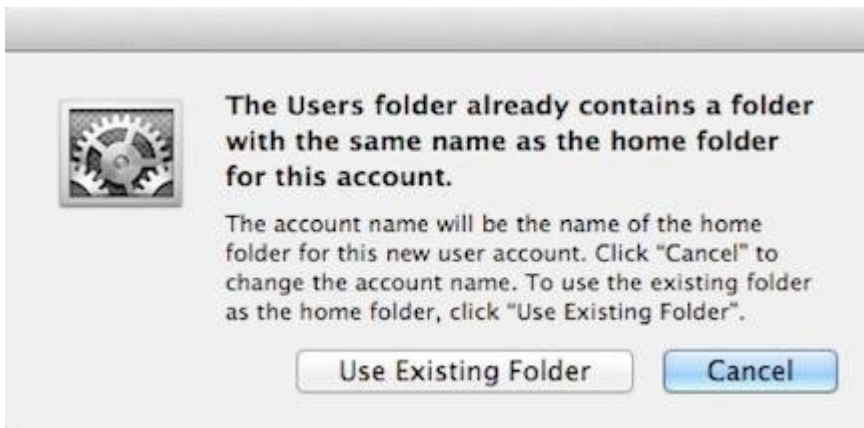 The Users folder already contains a folder
with the same name as the home folder
for this account.
The account name will be the name of the home
folder for this new user account. Click “Cancel” to
change the account name. To use the existing folder
as the home folder, click “Use Existing Folder”.
Use Existing Folder
Cancel